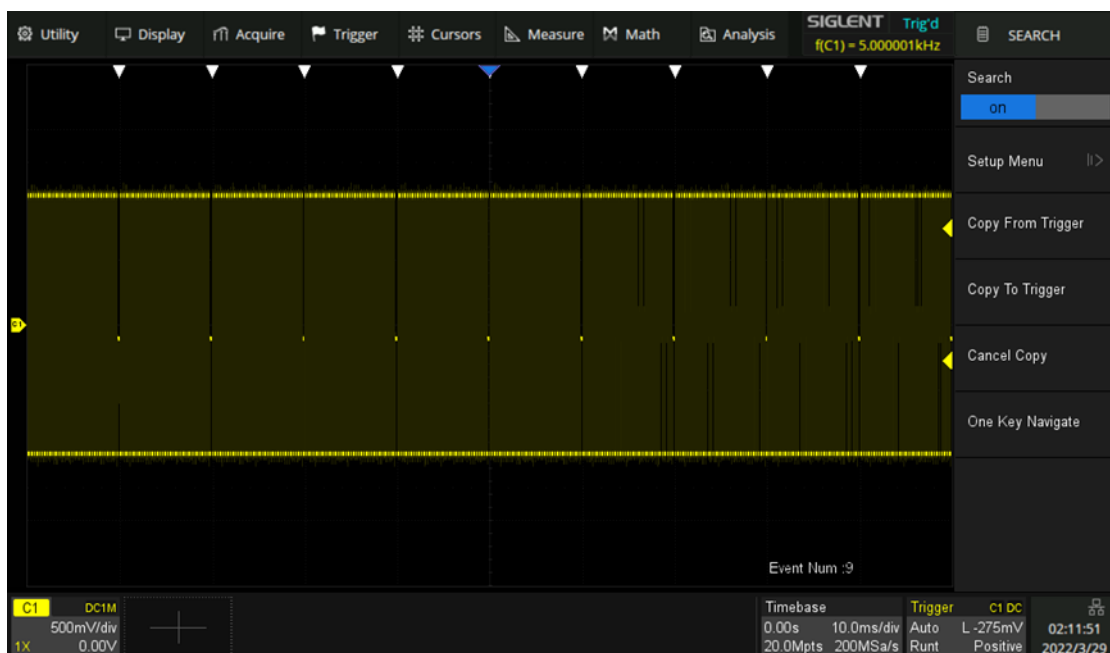 Utility Display Acquire Trigger Cursors Measure Math Analysis SIGLENT Trig'd
f(C1) = 5.000001kHz
SEARCH
Search
on
Setup Menu
Copy From Trigger
Copy To Trigger
Cancel Copy
One Key Navigate
C1
Event Num :9
C1 DC1M
500mV/div
1X 0.00V
Timebase
0.00s 10.0ms/div
20.0Mpts 200MSa/s
Trigger C1 DC
Auto L -275mV
Runt Positive
02:11:51
2022/3/29